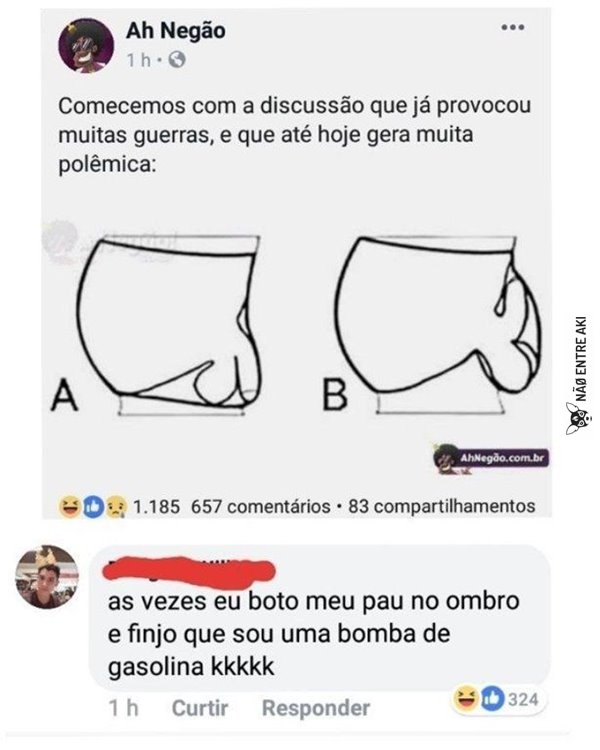 Ah Negão
1 h
Comecemos com a discussão que já provocou
muitas guerras, e que até hoje gera muita
polêmica:
A
B
AhNegão.com.br
NÃO ENTRE AKI
1.185 657 comentários • 83 compartilhamentos
as vezes eu boto meu pau no ombro
e finjo que sou uma bomba de
gasolina kkkkk
1 h Curtir Responder
324